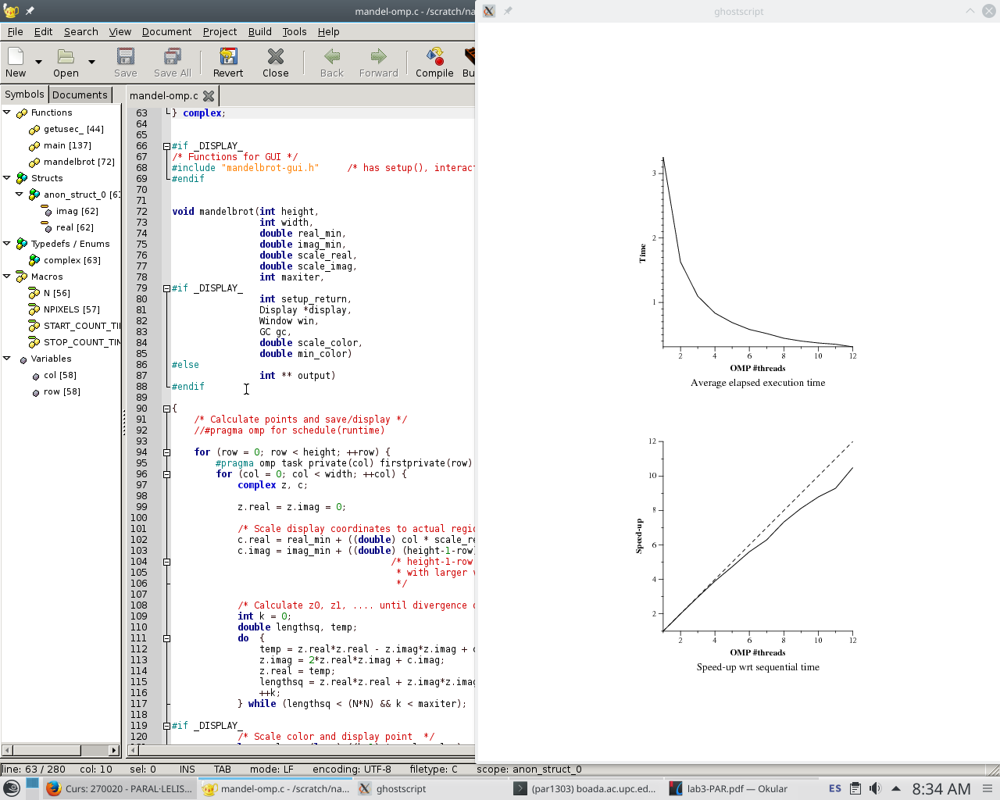 mandel-omp.c - /scratch/na
ghostscript
File Edit Search View Document Project Build Tools Help
New Open Save Save All Revert Close Back Forward Compile
Symbols Documents
mandel-omp.c
Functions
getusec_ [44]
main [137]
mandelbrot [72]
Structs
anon_struct_0
imag [62]
real [62]
Typedefs / Enums
complex [63]
Macros
N [56]
NPIXELS [57]
START_COUNT_TI
STOP_COUNT_TIM
Variables
col [58]
row [58]
63 } complex;
64
65
66 #if _DISPLAY_
67 /* Functions for GUI */
68 #include "mandelbrot-gui.h" /* has setup(), interact
69 #endif
70
71
72 void mandelbrot(int height,
73 int width,
74 double real_min,
75 double imag_min,
76 double scale_real,
77 double scale_imag,
78 int maxiter,
79 #if _DISPLAY_
80 int setup_return,
81 Display *display,
82 Window win,
83 GC gc,
84 double scale_color,
85 double min_color)
86 #else
87 int ** output)
88 #endif
89
90 {
91 /* Calculate points and save/display */
92 //#pragma omp for schedule(runtime)
93
94 for (row = 0; row < height; ++row) {
95 #pragma omp task private(col) firstprivate(row)
96 for (col = 0; col < width; ++col) {
97 complex z, c;
98
99 z.real = z.imag = 0;
100
101 /* Scale display coordinates to actual regio
102 c.real = real_min + ((double) col * scale_re
103 c.imag = imag_min + ((double) (height-1-row)
104 /* height-1-row
105 * with larger
106 */
107
108 /* Calculate z0, z1, .... until divergence
109 int k = 0;
110 double lengthsq, temp;
111 do {
112 temp = z.real*z.real - z.imag*z.imag +
113 z.imag = 2*z.real*z.imag + c.imag;
114 z.real = temp;
115 lengthsq = z.real*z.real + z.imag*z.imag
116 ++k;
117 } while (lengthsq < (N*N) && k < maxiter);
118
119 #if _DISPLAY_
120 /* Scale color and display point */
3
2
1
Time
2 4 6 8 10 12
OMP #threads
Average elapsed execution time
12
10
8
6
4
2
Speed-up
2 4 6 8 10 12
OMP #threads
Speed-up wrt sequential time
line: 63 / 280 col: 10 sel: 0 INS TAB mode: LF encoding: UTF-8 filetype: C scope: anon_struct_0
Curs: 270020 - PARAL·LELIS... mandel-omp.c - /scratch/na... ghostscript (par1303) boada.ac.upc.ed... lab3-PAR.pdf — Okular ES 8:34 AM